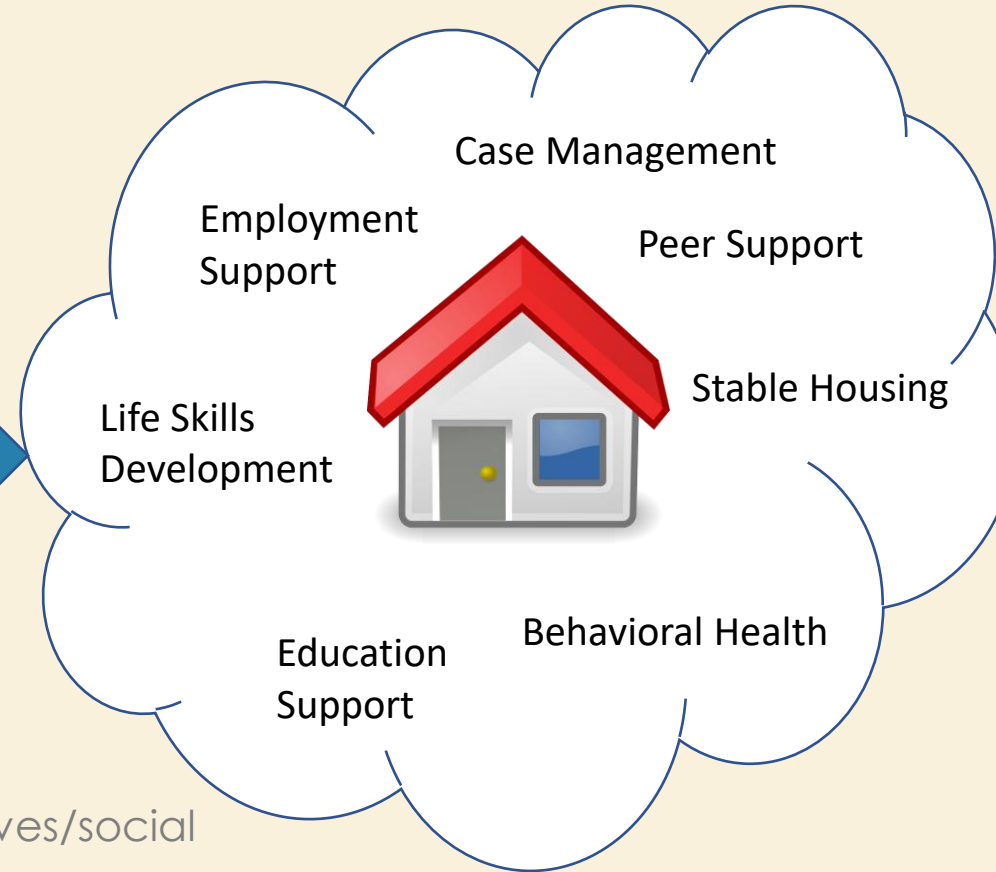 Case Management
Employment
Support
Peer Support
Stable Housing
Life Skills
Development
Behavioral Health
Education
Support
ves/social